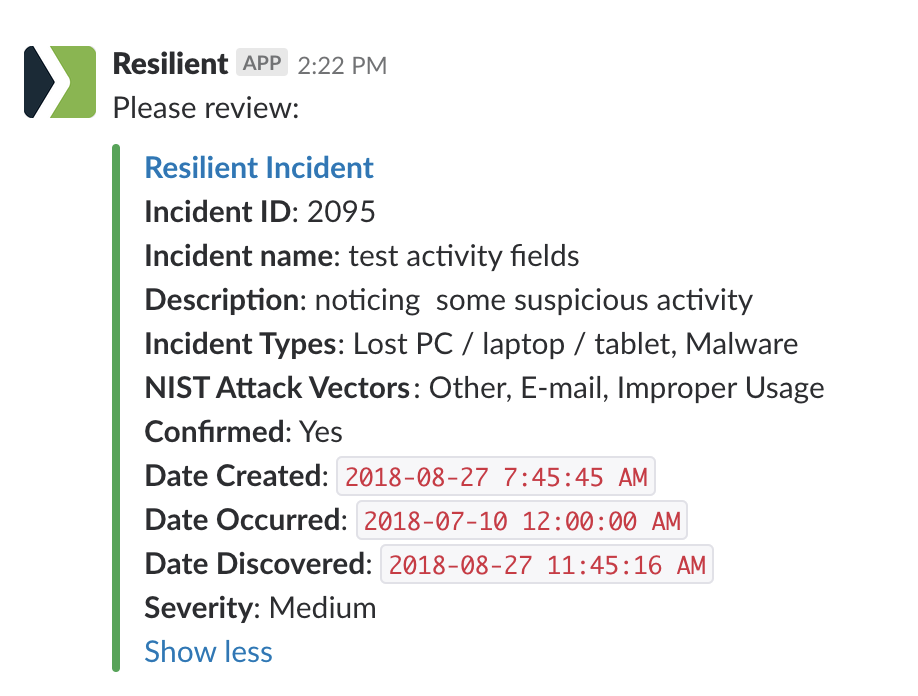 Resilient APP 2:22 PM
Please review:
Resilient Incident
Incident ID: 2095
Incident name: test activity fields
Description: noticing  some suspicious activity
Incident Types: Lost PC / laptop / tablet, Malware
NIST Attack Vectors: Other, E-mail, Improper Usage
Confirmed: Yes
Date Created: 2018-08-27 7:45:45 AM
Date Occurred: 2018-07-10 12:00:00 AM
Date Discovered: 2018-08-27 11:45:16 AM
Severity: Medium
Show less